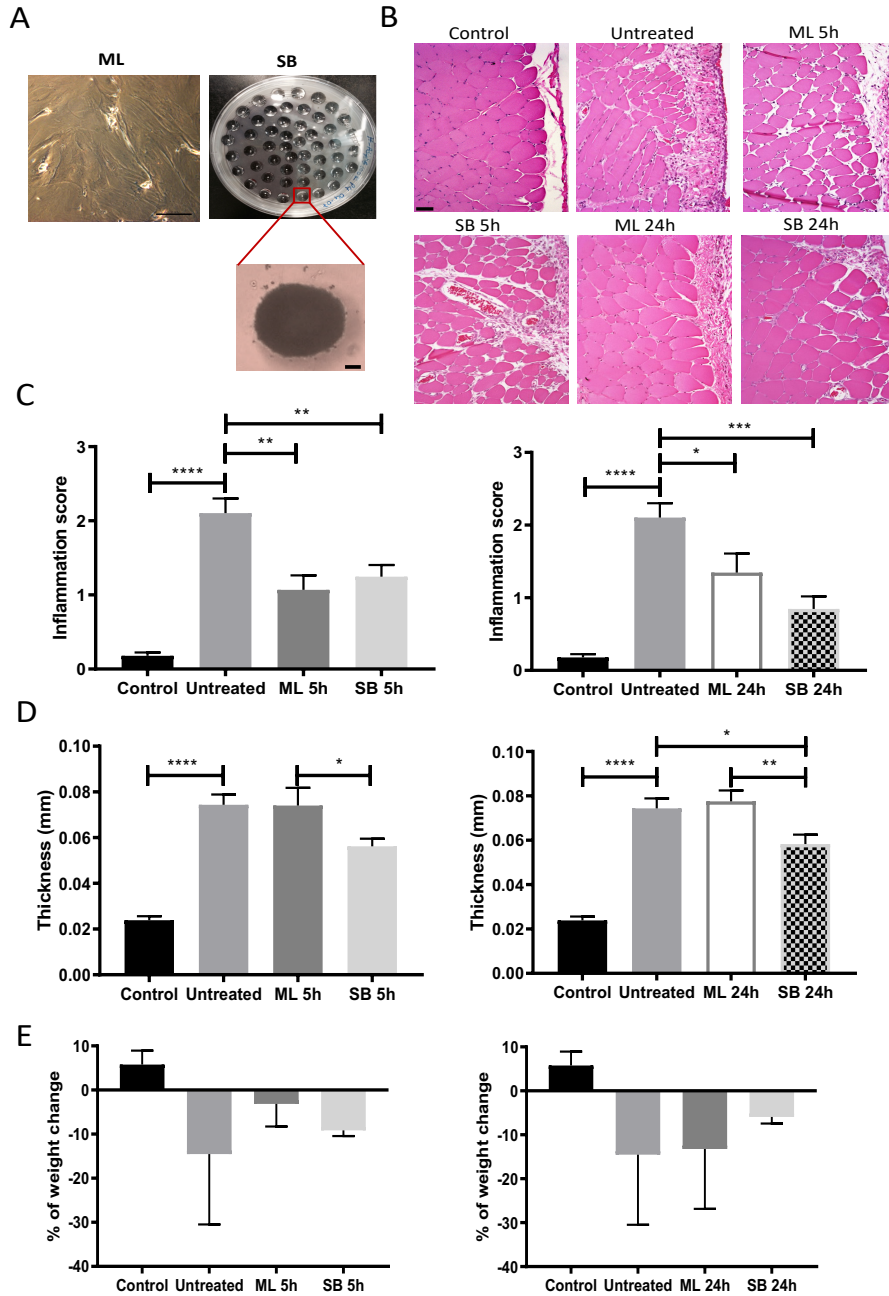 A
ML
SB
B
Control
Untreated
ML 5h
SB 5h
ML 24h
SB 24h
C
Inflammation score
3
2
1
0
****
**
**
Control
Untreated
ML 5h
SB 5h
Inflammation score
3
2
1
0
****
*
***
Control
Untreated
ML 24h
SB 24h
D
Thickness (mm)
0.10
0.08
0.06
0.04
0.02
0.00
****
*
Control
Untreated
ML 5h
SB 5h
Thickness (mm)
0.10
0.08
0.06
0.04
0.02
0.00
****
*
**
Control
Untreated
ML 24h
SB 24h
E
% of weight change
10
0
-10
-20
-30
-40
Control
Untreated
ML 5h
SB 5h
% of weight change
10
0
-10
-20
-30
-40
Control
Untreated
ML 24h
SB 24h